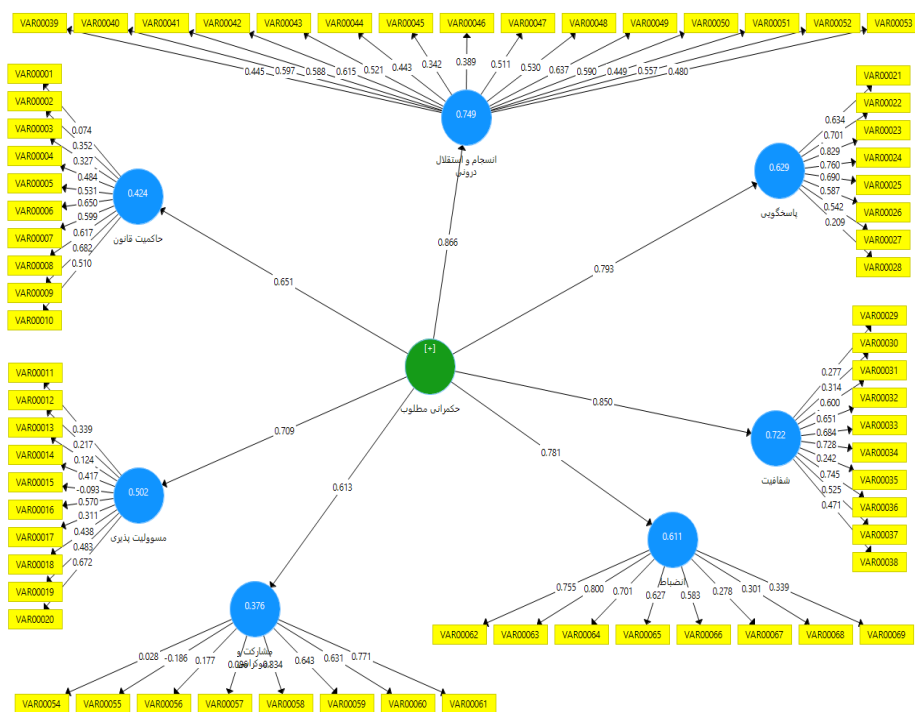 VAR00039 VAR00040 VAR00041 VAR00042 VAR00043 VAR00044 VAR00045 VAR00046 VAR00047 VAR00048 VAR00049 VAR00050 VAR00051 VAR00052 VAR00053
0.445 0.597 0.588 0.615 0.521 0.443 0.342 0.389 0.511 0.530 0.637 0.590 0.449 0.557 0.480
0.749
انسجام و استقلال
درونی
VAR00001
VAR00002
VAR00003
VAR00004
VAR00005
VAR00006
VAR00007
VAR00008
VAR00009
VAR00010
0.074
0.352
0.327
0.484
0.531
0.650
0.599
0.617
0.682
0.510
0.424
حاکمیت قانون
VAR00021
VAR00022
VAR00023
VAR00024
VAR00025
VAR00026
VAR00027
VAR00028
0.634
0.701
0.829
0.760
0.690
0.587
0.542
0.209
0.629
پاسخگویی
0.866
0.651
0.793
[+]
حکمرانی مطلوب
0.850
0.709
0.781
0.613
VAR00029
VAR00030
VAR00031
VAR00032
VAR00033
VAR00034
VAR00035
VAR00036
VAR00037
VAR00038
0.277
0.314
0.600
0.651
0.684
0.728
0.242
0.745
0.525
0.471
0.722
شفافیت
VAR00011
VAR00012
VAR00013
VAR00014
VAR00015
VAR00016
VAR00017
VAR00018
VAR00019
VAR00020
0.339
0.217
0.124
0.417
-0.093
0.570
0.311
0.438
0.483
0.672
0.502
مسوولیت پذیری
0.611
انضباط
0.755 0.800 0.701 0.627 0.583 0.278 0.301 0.339
VAR00062 VAR00063 VAR00064 VAR00065 VAR00066 VAR00067 VAR00068 VAR00069
0.376
مشارکت و
0.028 -0.186 0.177 0.643 0.631 0.771
VAR00054 VAR00055 VAR00056 VAR00057 VAR00058 VAR00059 VAR00060 VAR00061